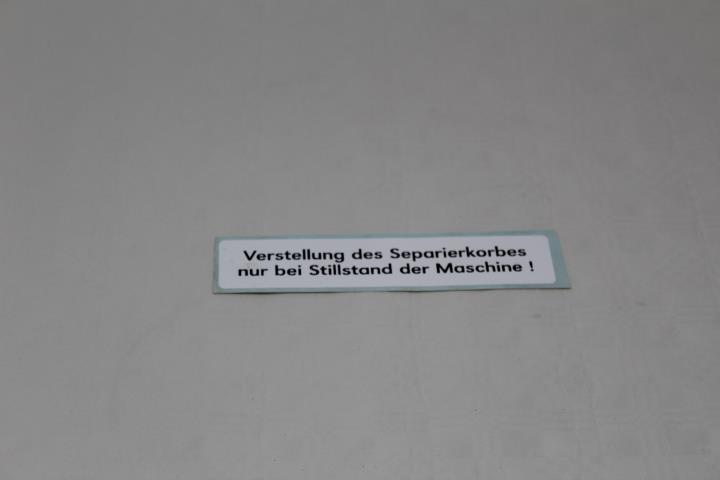 Verstellung des Separierkorbes
nur bei Stillstand der Maschine !